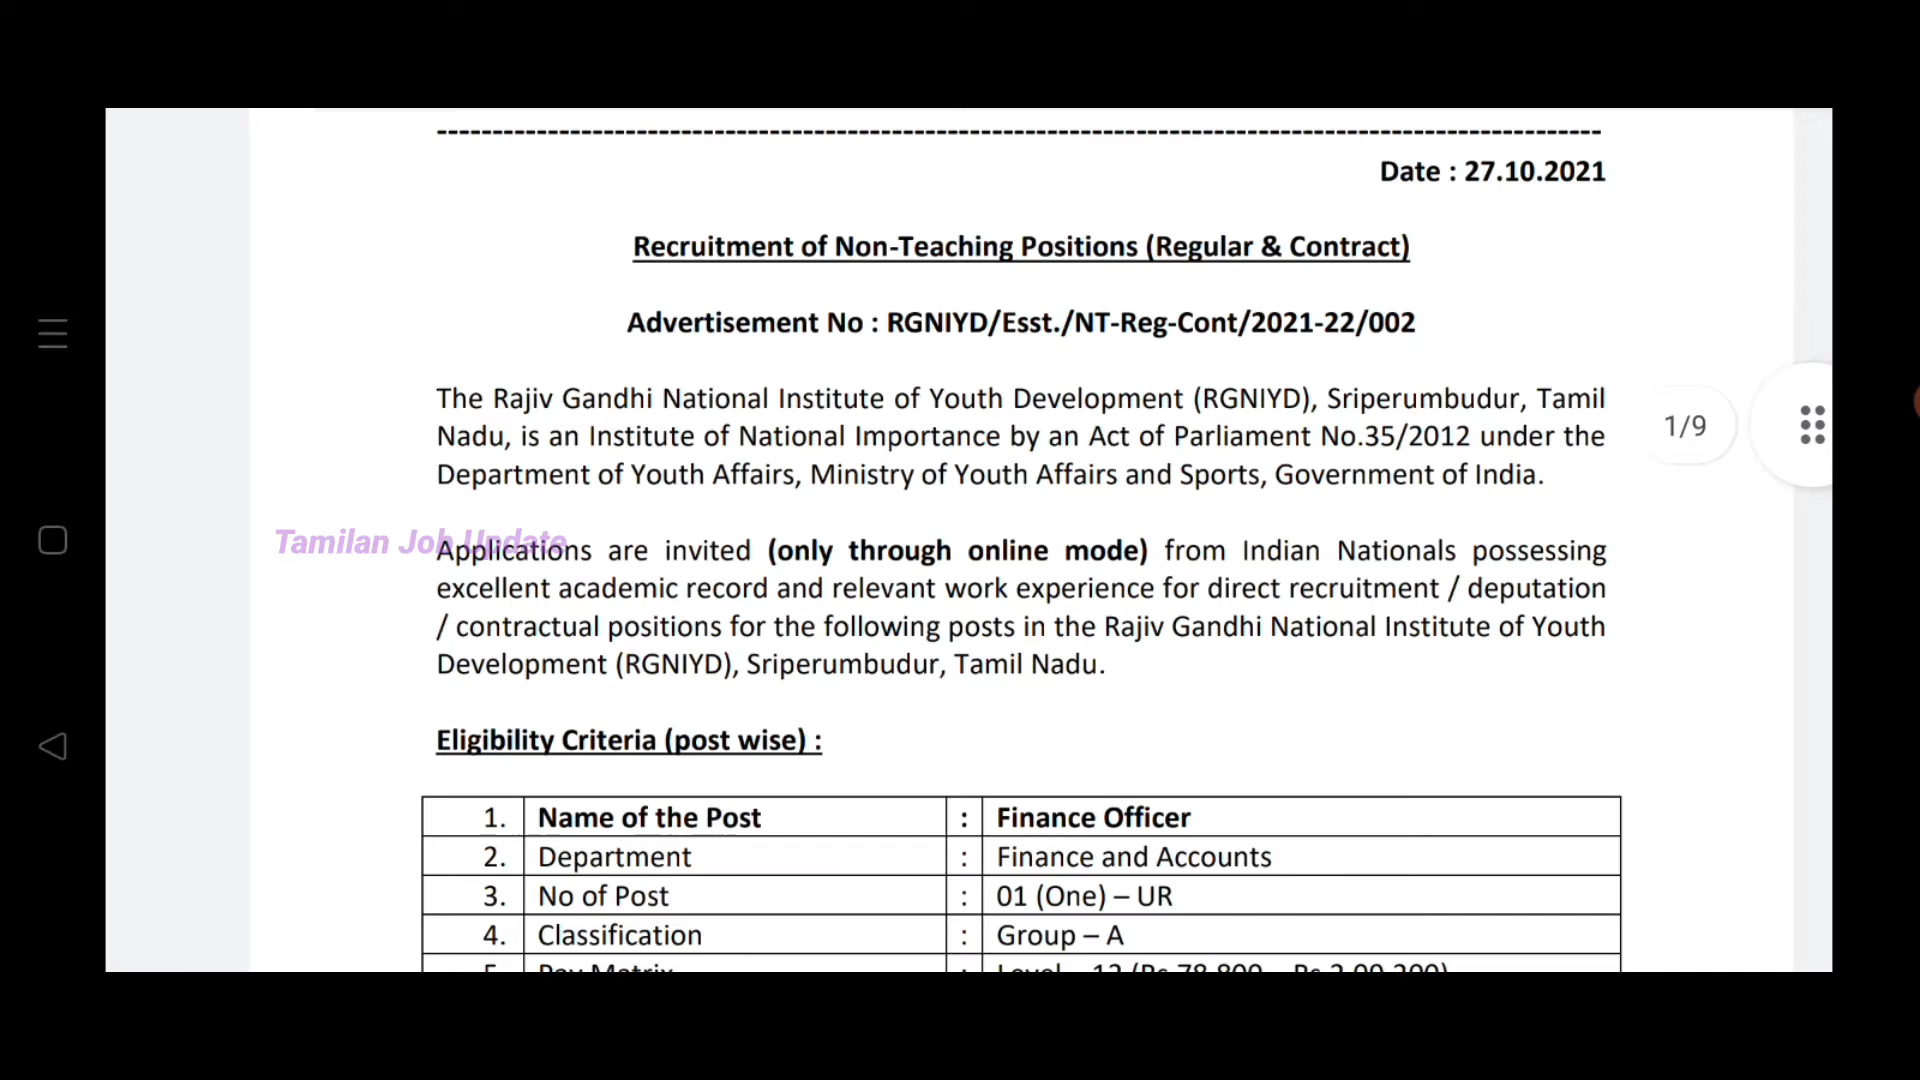 Date : 27.10.2021
Recruitment of Non-Teaching Positions (Regular & Contract)
Advertisement No : RGNIYD/Esst./NT-Reg-Cont/2021-22/002
The Rajiv Gandhi National Institute of Youth Development (RGNIYD), Sriperumbudur, Tamil
Nadu, is an Institute of National Importance by an Act of Parliament No.35/2012 under the
Department of Youth Affairs, Ministry of Youth Affairs and Sports, Government of India.
1/9
Tamilan Job Update
Applications are invited (only through online mode) from Indian Nationals possessing
excellent academic record and relevant work experience for direct recruitment / deputation
/ contractual positions for the following posts in the Rajiv Gandhi National Institute of Youth
Development (RGNIYD), Sriperumbudur, Tamil Nadu.
Eligibility Criteria (post wise) :
1. Name of the Post : Finance Officer
2. Department : Finance and Accounts
3. No of Post : 01 (One) – UR
4. Classification : Group – A
5. Pay Matrix : Level